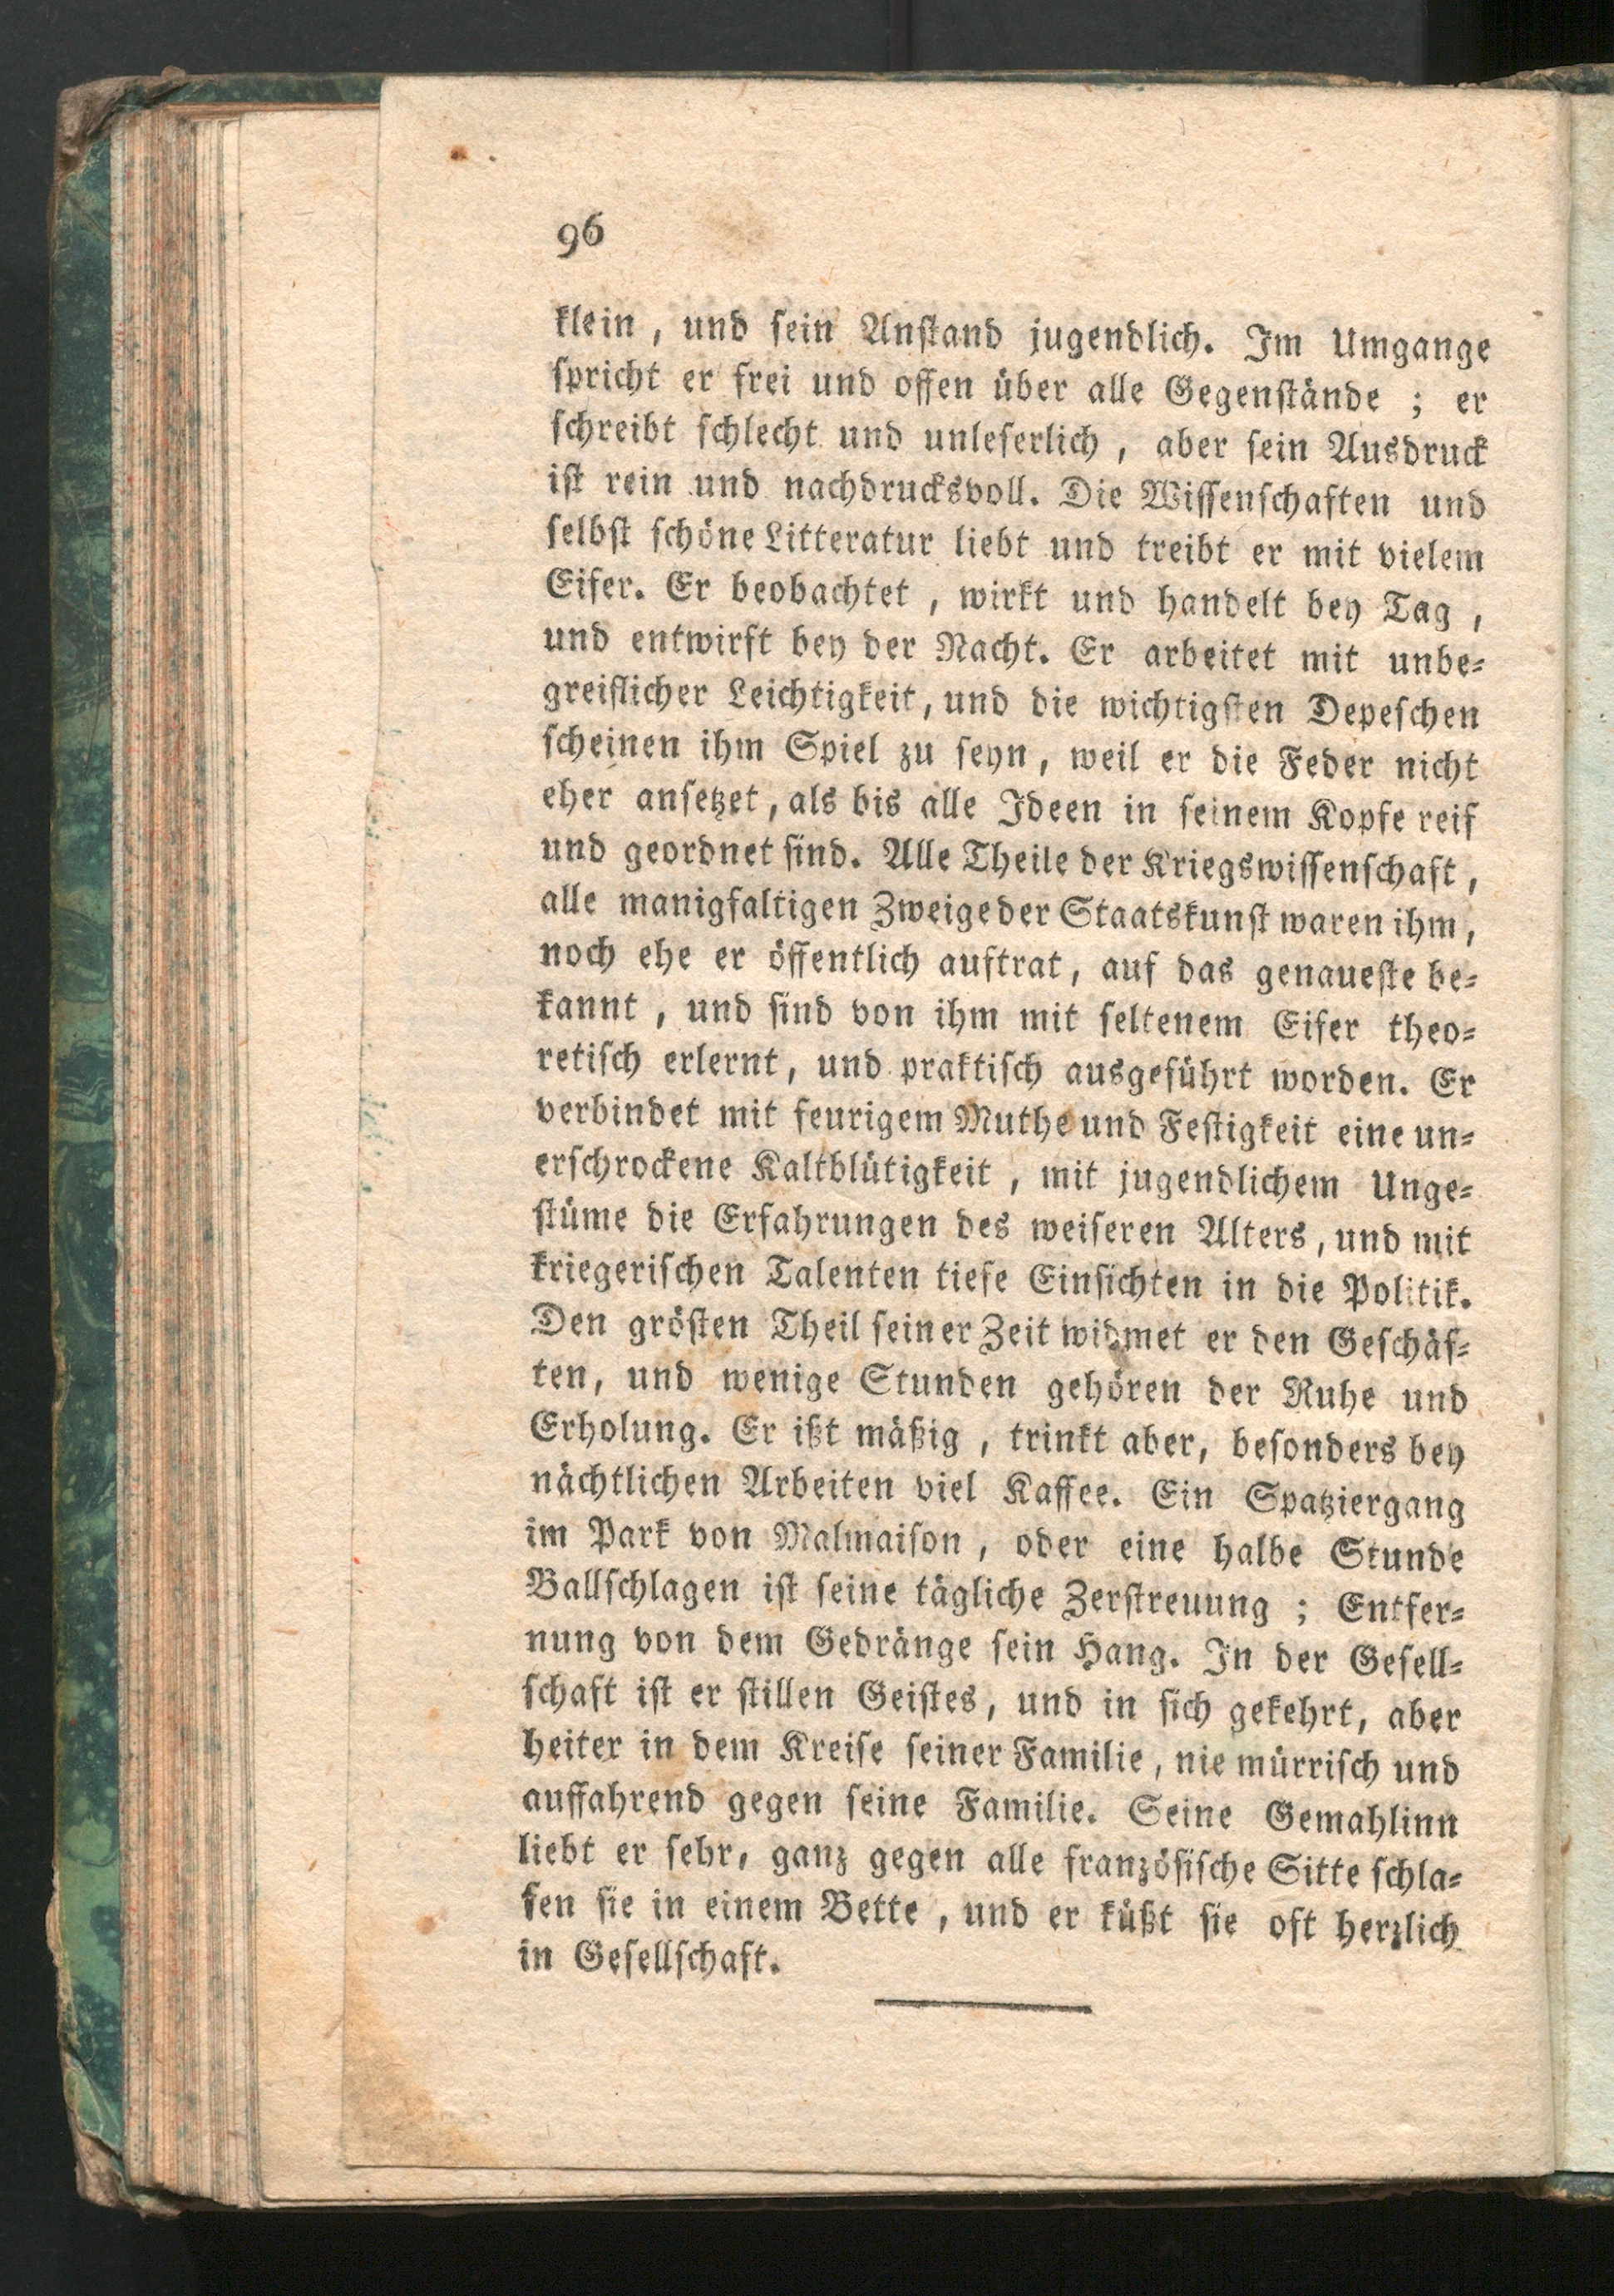 96
klein, und sein Anstand jugendlich. Im Umgange
spricht er frei und offen über alle Gegenstände; er
schreibt schlecht und unleserlich, aber sein Ausdruck
ist rein und nachdrucksvoll. Die Wissenschaften und
selbst schöne Litteratur liebt und treibt er mit vielem
Eifer. Er beobachtet, wirkt und handelt bey Tag,
und entwirft bey der Nacht. Er arbeitet mit unbe-
greiflicher Leichtigkeit, und die wichtigsten Depeschen
scheinen ihm Spiel zu seyn, weil er die Feder nicht
eher ansetzet, als bis alle Ideen in seinem Kopfe reif
und geordnet sind. Alle Theile der Kriegswissenschaft,
alle manigfaltigen Zweige der Staatskunst waren ihm,
noch ehe er öffentlich auftrat, auf das genaueste be-
kannt, und sind von ihm mit seltenem Eifer theo-
retisch erlernt, und praktisch ausgeführt worden. Er
verbindet mit feurigem Muthe und Festigkeit eine un-
erschrockene Kaltblütigkeit, mit jugendlichem Unge-
stüme die Erfahrungen des weiseren Alters, und mit
kriegerischen Talenten tiefe Einsichten in die Politik.
Den grösten Theil seiner Zeit widmet er den Geschäf-
ten, und wenige Stunden gehören der Ruhe und
Erholung. Er ißt mäßig, trinkt aber, besonders bey
nächtlichen Arbeiten viel Kaffee. Ein Spatziergang
im Park von Malmaison, oder eine halbe Stunde
Ballschlagen ist seine tägliche Zerstreuung; Entfer-
nung von dem Gedränge sein Hang. In der Gesell-
schaft ist er stillen Geistes, und in sich gekehrt, aber
heiter in dem Kreise seiner Familie, nie mürrisch und
auffahrend gegen seine Familie. Seine Gemahlinn
liebt er sehr, ganz gegen alle französische Sitte schla-
fen sie in einem Bette, und er küßt sie oft herzlich
in Gesellschaft.